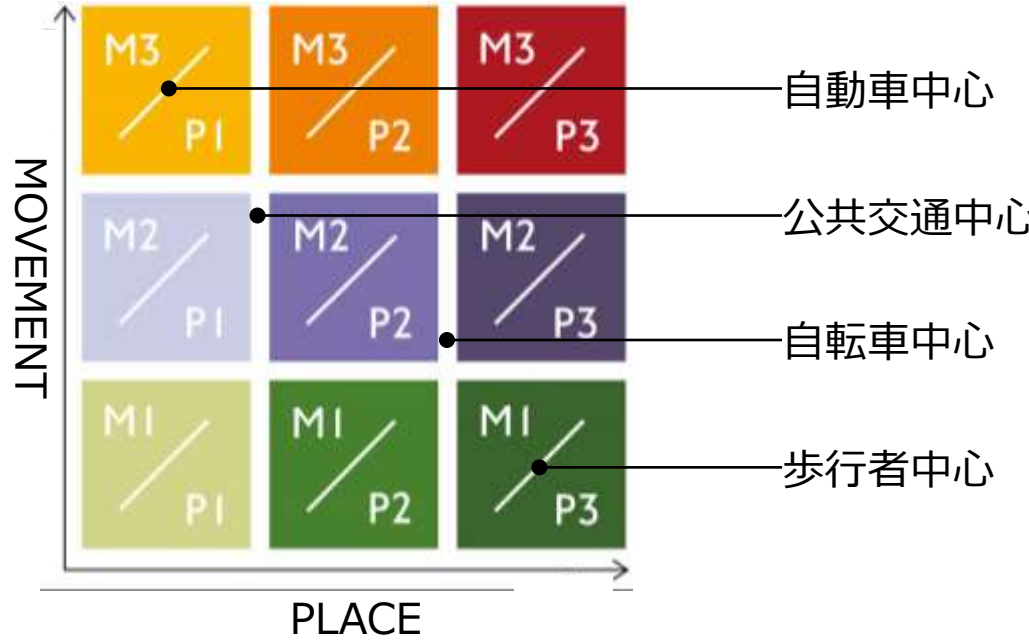 M3
P1
M3
P2
M3
P3
自動車中心
公共交通中心
M2
P1
M2
P2
M2
P3
自転車中心
M1
P1
M1
P2
M1
P3
歩行者中心
MOVEMENT
PLACE